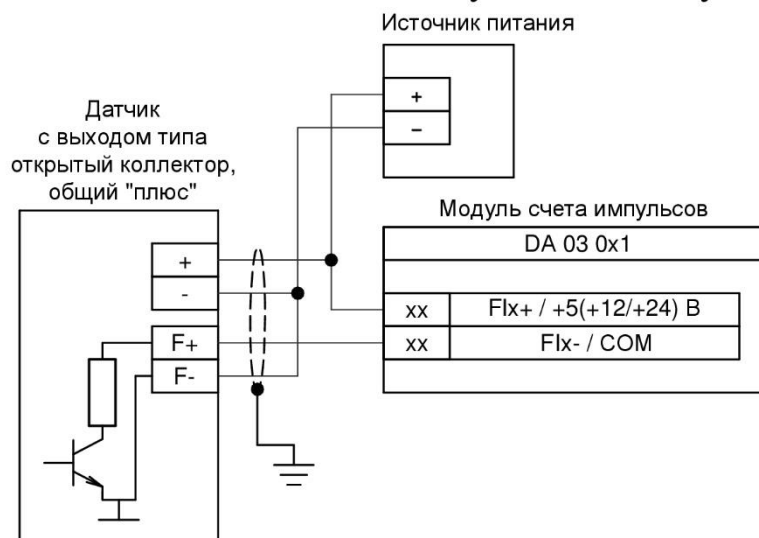 Источник питания
+
−
Датчик
с выходом типа
открытый коллектор,
общий "плюс"
+
-
F+
F-
Модуль счета импульсов
DA 03 0x1
xx FIx+ / +5(+12/+24) В
xx FIx- / COM